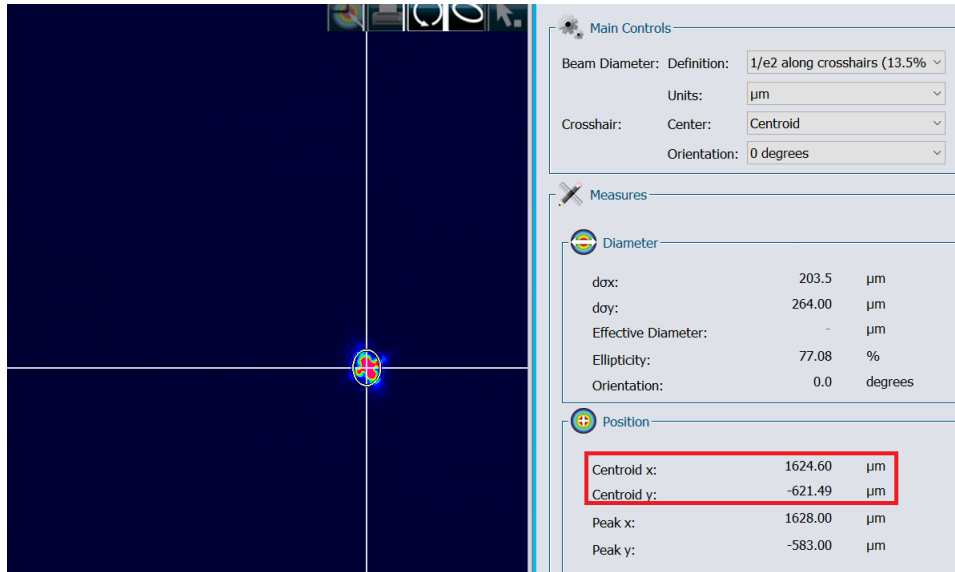 Main Controls
Beam Diameter: Definition: 1/e2 along crosshairs (13.5%
Units: µm
Crosshair: Center: Centroid
Orientation: 0 degrees
Measures
Diameter
dσx: 203.5 µm
dσy: 264.00 µm
Effective Diameter: - µm
Ellipticity: 77.08 %
Orientation: 0.0 degrees
Position
Centroid x: 1624.60 µm
Centroid y: -621.49 µm
Peak x: 1628.00 µm
Peak y: -583.00 µm